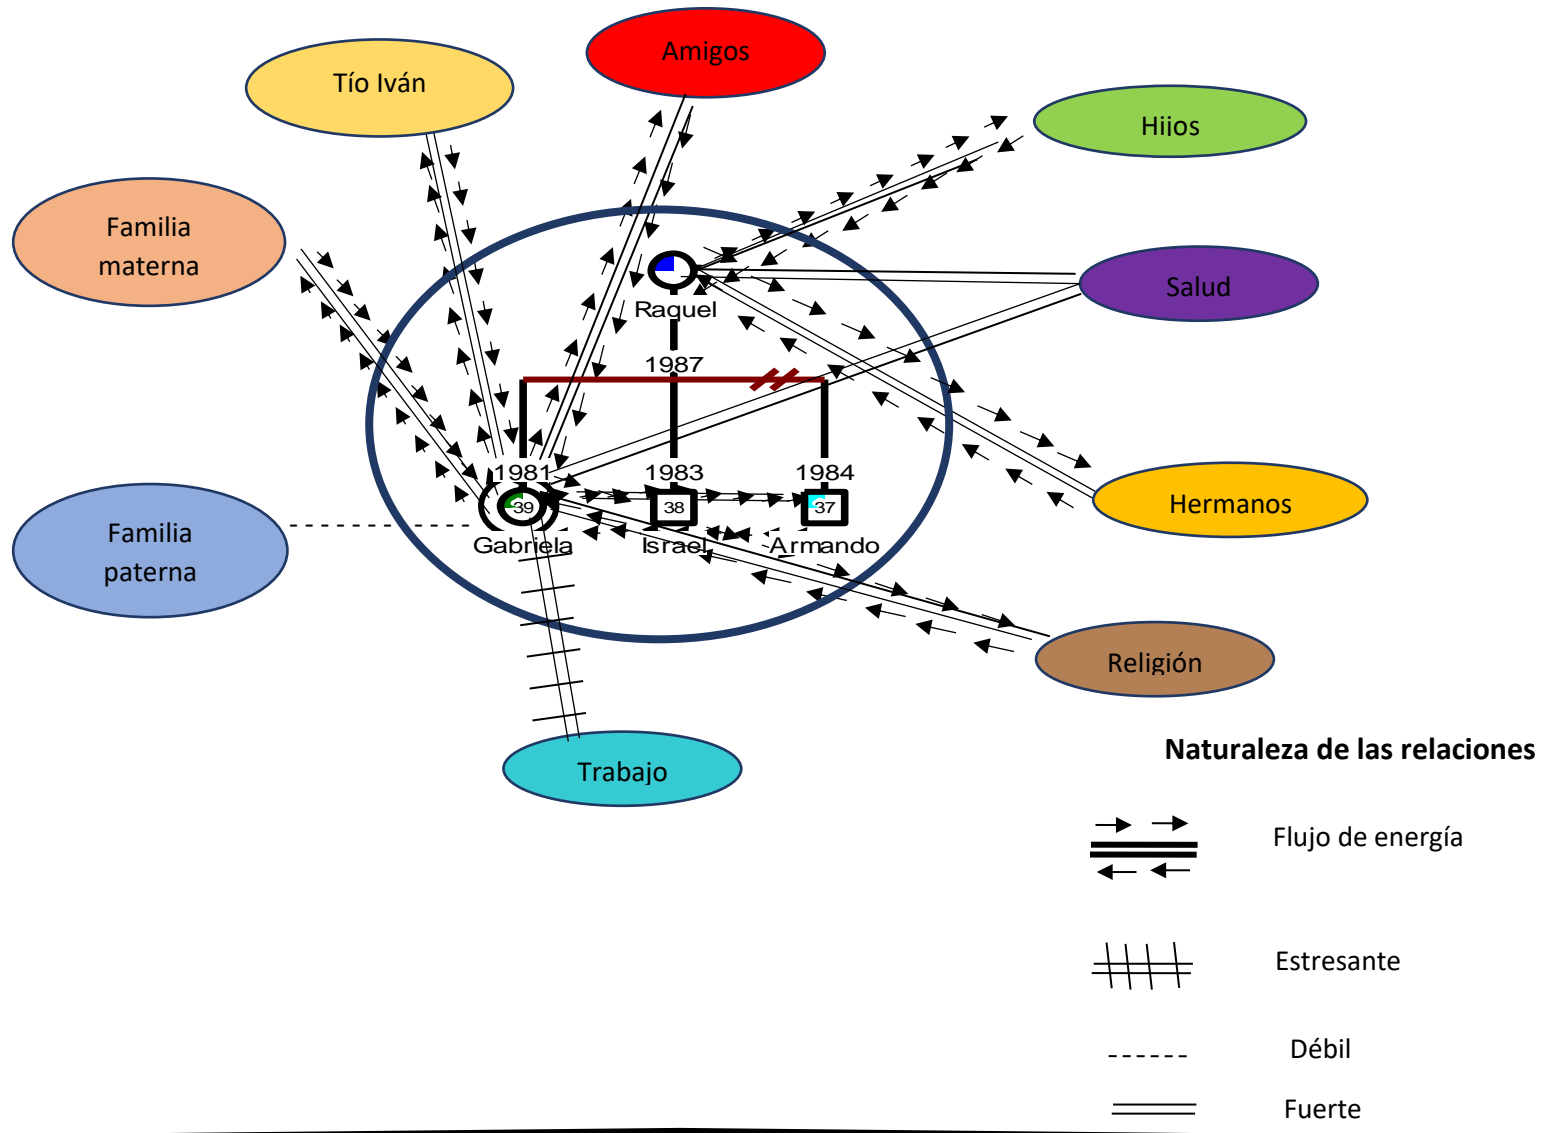 Amigos
Tío Iván
Hijos
Familia
materna
Salud
Raquel
1987
1981
1983
1984
39
38
37
Hermanos
Gabriela
Israel
Armando
Familia
paterna
Religión
Trabajo
Naturaleza de las relaciones
Flujo de energía
Estresante
Débil
Fuerte